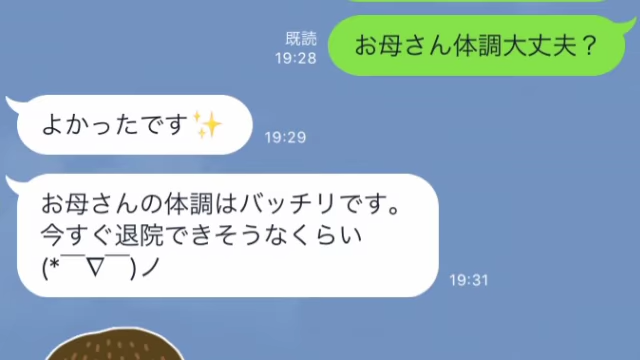 お母さん体調大丈夫？
既読
19:28
よかったです✨
19:29
お母さんの体調はバッチリです。
今すぐ退院できそうなくらい
(*￣∇￣)ノ
19:31